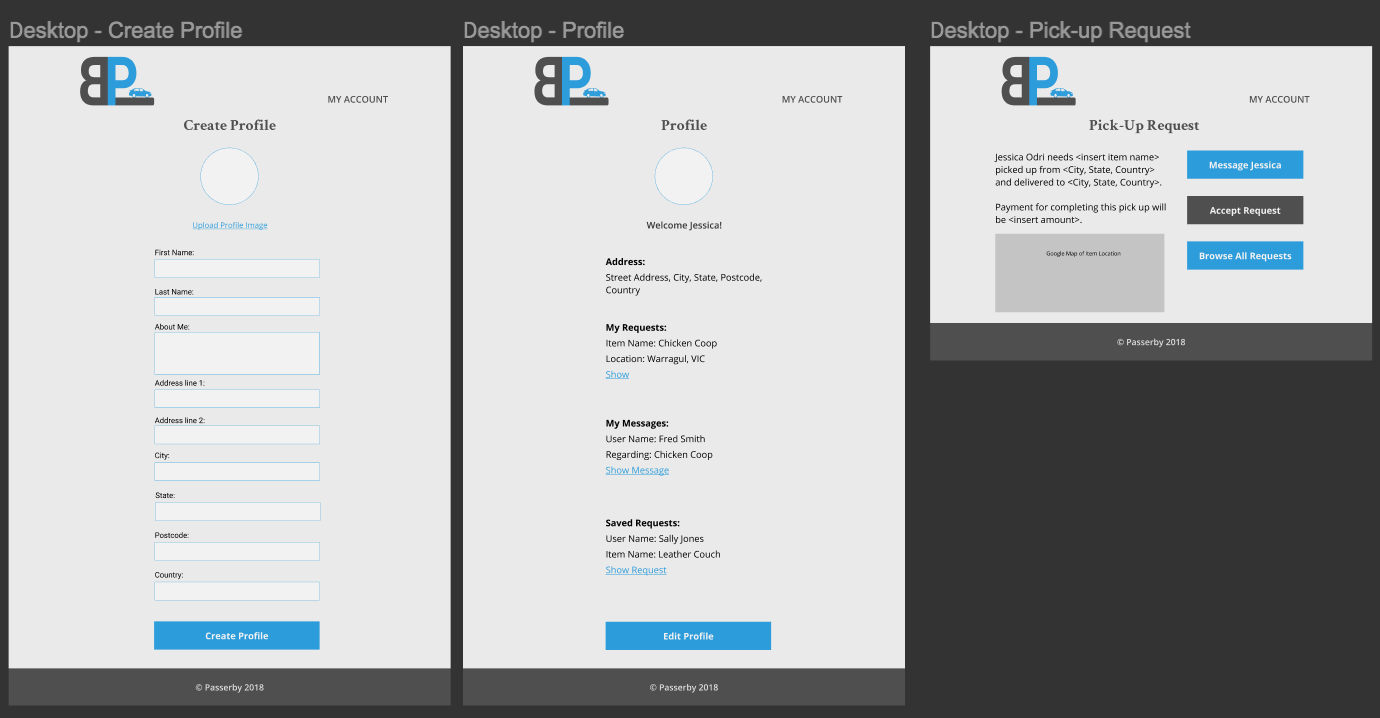 Desktop - Create Profile
BP
MY ACCOUNT
Create Profile
Upload Profile Image
First Name:
Last Name:
About Me:
Address line 1:
Address line 2:
City:
State:
Postcode:
Country:
Create Profile
© Passerby 2018
Desktop - Profile
BP
MY ACCOUNT
Profile
Welcome Jessica!
Address:
Street Address, City, State, Postcode,
Country
My Requests:
Item Name: Chicken Coop
Location: Warragul, VIC
Show
My Messages:
User Name: Fred Smith
Regarding: Chicken Coop
Show Message
Saved Requests:
User Name: Sally Jones
Item Name: Leather Couch
Show Request
Edit Profile
© Passerby 2018
Desktop - Pick-up Request
BP
MY ACCOUNT
Pick-Up Request
Jessica Odri needs <insert item name>
picked up from <City, State, Country>
and delivered to <City, State, Country>.
Payment for completing this pick up will
be <insert amount>.
Google Map of Item Location
Message Jessica
Accept Request
Browse All Requests
© Passerby 2018